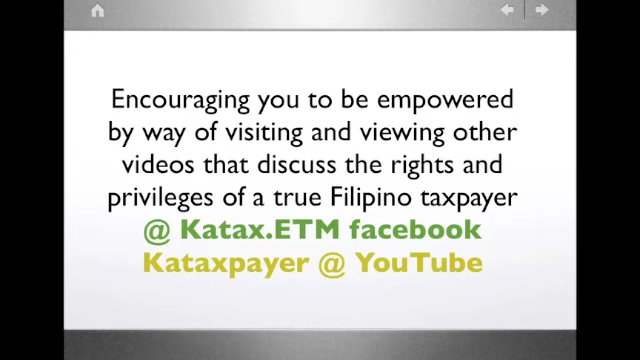 Encouraging you to be empowered
by way of visiting and viewing other
videos that discuss the rights and
privileges of a true Filipino taxpayer
@ Katax.ETM facebook
Kataxpayer @ YouTube